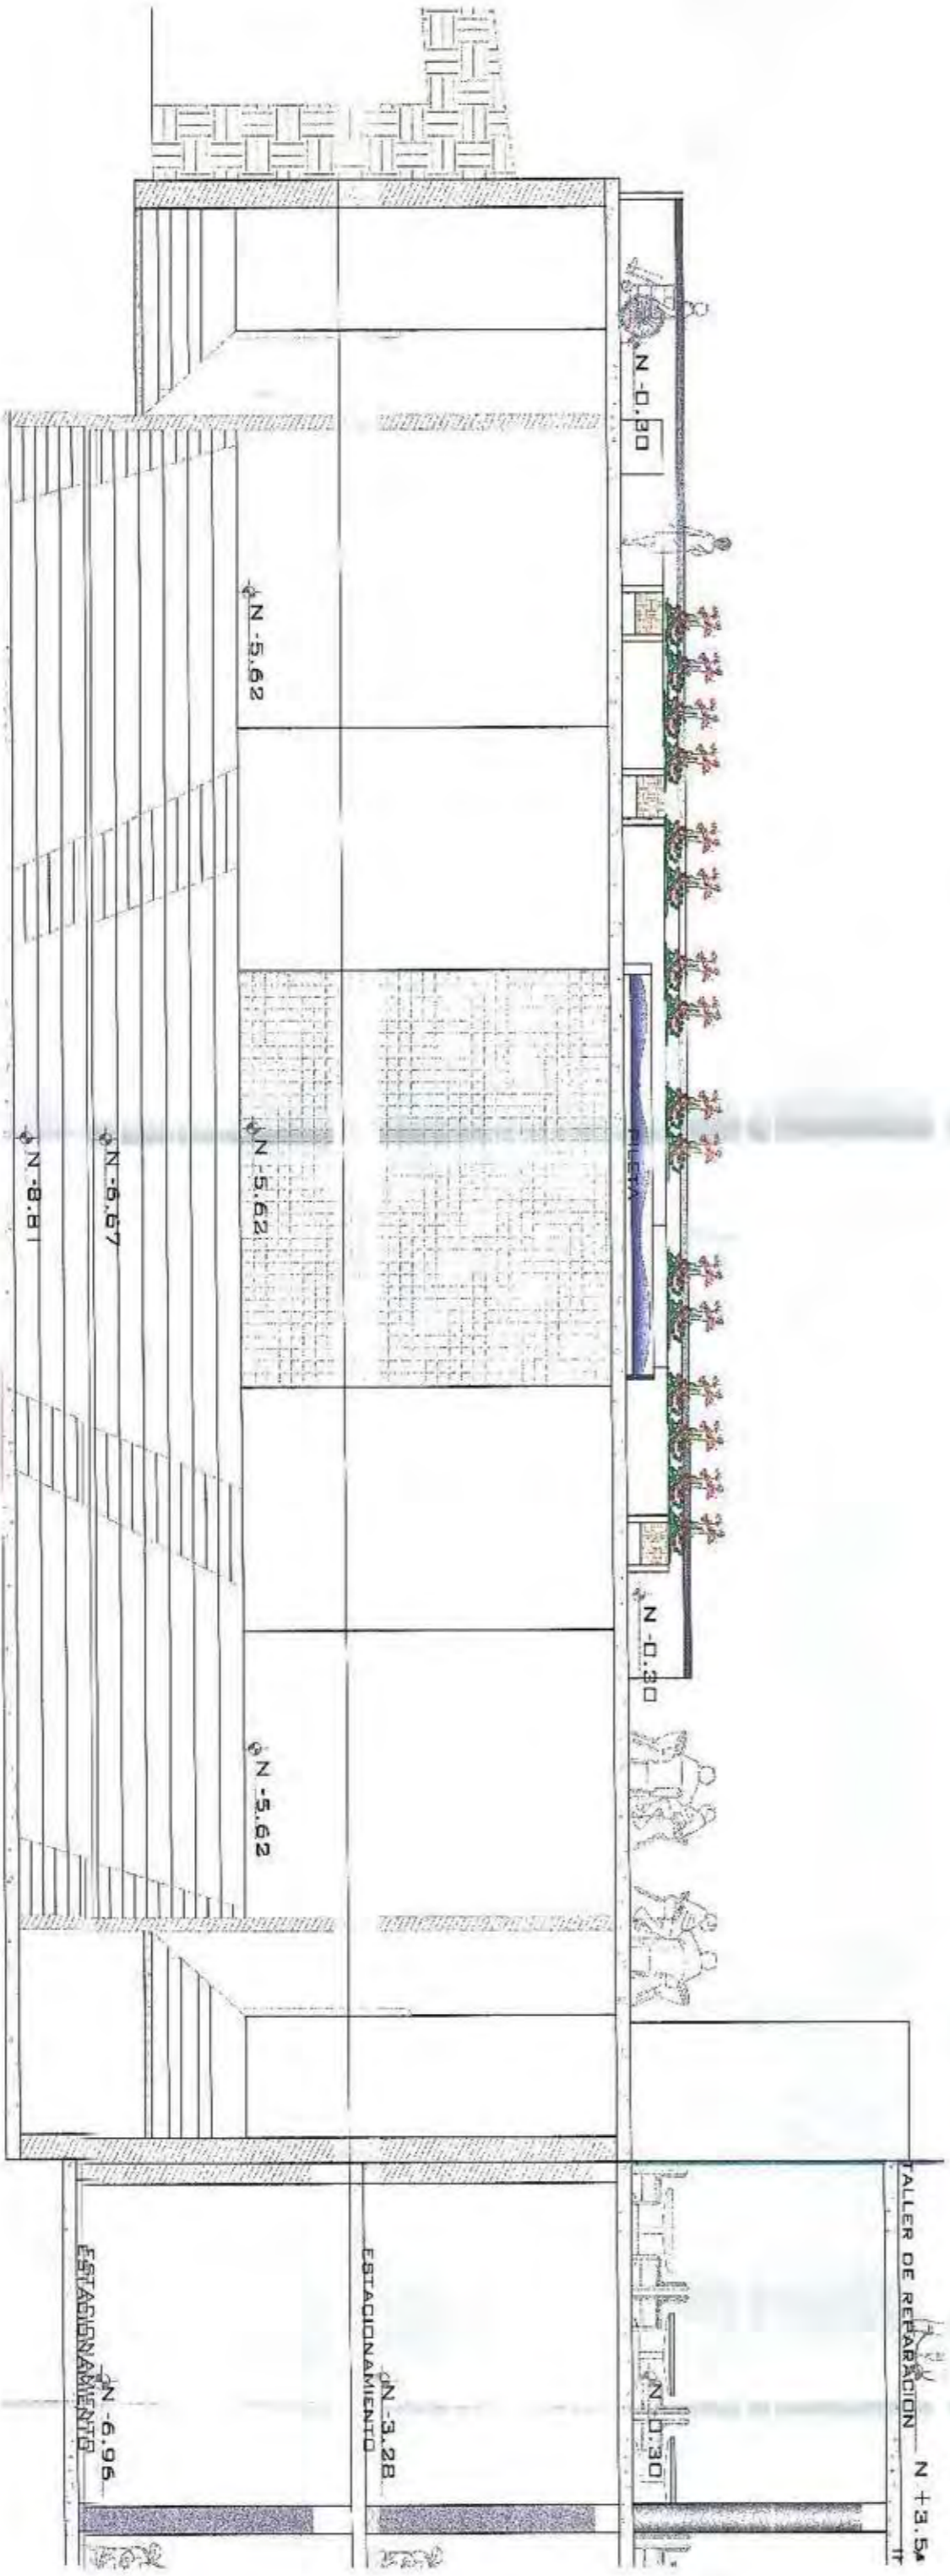 TALLER DE REPARACION N +3.5
N -0.30
PILETA
N -0.30
N -0.30
N -5.62
N -5.62
N -5.62
ESTACIONAMIENTO N -3.28
N -6.67
N -8.81
ESTACIONAMIENTO N -6.96